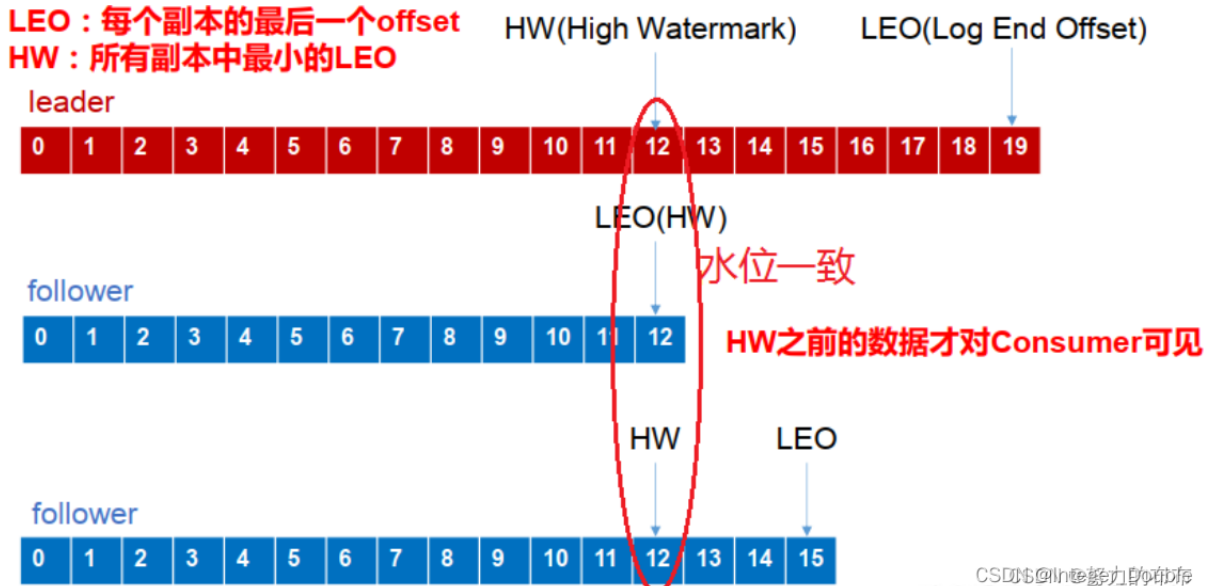 LEO：每个副本的最后一个offset
HW：所有副本中最小的LEO
HW(High Watermark)
LEO(Log End Offset)
leader
0 1 2 3 4 5 6 7 8 9 10 11 12 13 14 15 16 17 18 19
LEO(HW)
水位一致
follower
0 1 2 3 4 5 6 7 8 9 10 11 12
HW之前的数据才对Consumer可见
HW
LEO
follower
0 1 2 3 4 5 6 7 8 9 10 11 12 13 14 15
CSDN